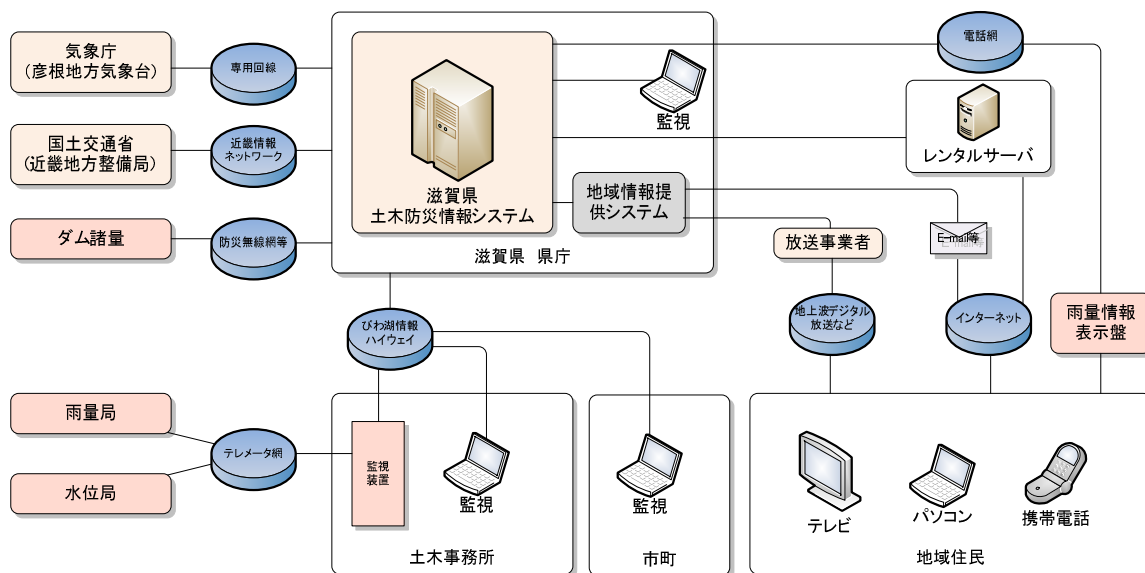 気象庁
(彦根地方気象台)
専用回線
国土交通省
(近畿地方整備局)
近畿情報
ネットワーク
ダム諸量
防災無線網等
滋賀県
土木防災情報システム
監視
地域情報提
供システム
滋賀県 県庁
電話網
レンタルサーバ
E-mail等
放送事業者
地上波デジタル
放送など
インターネット
雨量情報
表示盤
びわ湖情報
ハイウェイ
雨量局
水位局
テレメータ網
監視
装置
監視
土木事務所
監視
市町
テレビ
パソコン
携帯電話
地域住民